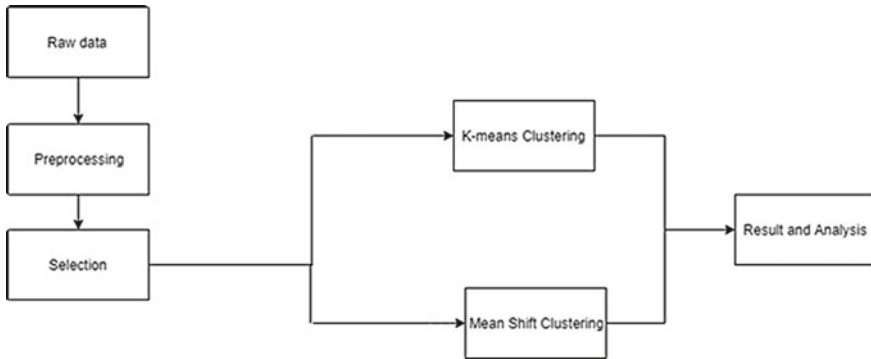 Raw data
Preprocessing
Selection
K-means Clustering
Mean Shift Clustering
Result and Analysis